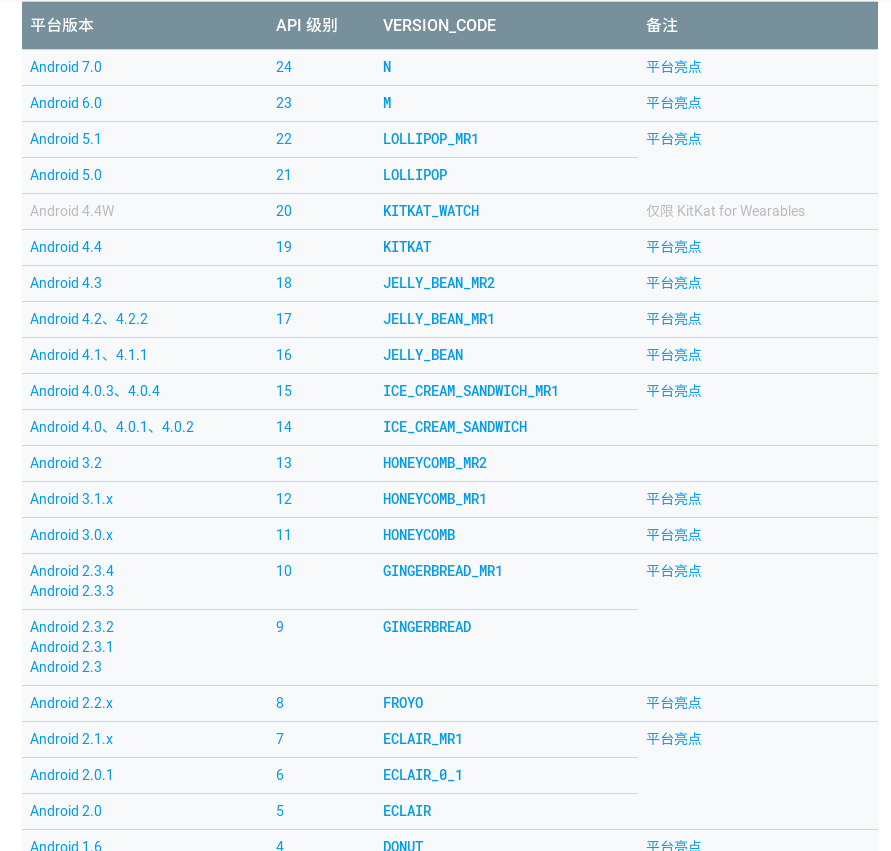 平台版本 API 级别 VERSION_CODE 备注
Android 7.0 24 N 平台亮点
Android 6.0 23 M 平台亮点
Android 5.1 22 LOLLIPOP_MR1 平台亮点
Android 5.0 21 LOLLIPOP
Android 4.4W 20 KITKAT_WATCH 仅限 KitKat for Wearables
Android 4.4 19 KITKAT 平台亮点
Android 4.3 18 JELLY_BEAN_MR2 平台亮点
Android 4.2、4.2.2 17 JELLY_BEAN_MR1 平台亮点
Android 4.1、4.1.1 16 JELLY_BEAN 平台亮点
Android 4.0.3、4.0.4 15 ICE_CREAM_SANDWICH_MR1 平台亮点
Android 4.0、4.0.1、4.0.2 14 ICE_CREAM_SANDWICH
Android 3.2 13 HONEYCOMB_MR2
Android 3.1.x 12 HONEYCOMB_MR1 平台亮点
Android 3.0.x 11 HONEYCOMB 平台亮点
Android 2.3.4 10 GINGERBREAD_MR1 平台亮点
Android 2.3.3
Android 2.3.2 9 GINGERBREAD
Android 2.3.1
Android 2.3
Android 2.2.x 8 FROYO 平台亮点
Android 2.1.x 7 ECLAIR_MR1 平台亮点
Android 2.0.1 6 ECLAIR_0_1
Android 2.0 5 ECLAIR
Android 1.6 4 DONUT 平台亮点